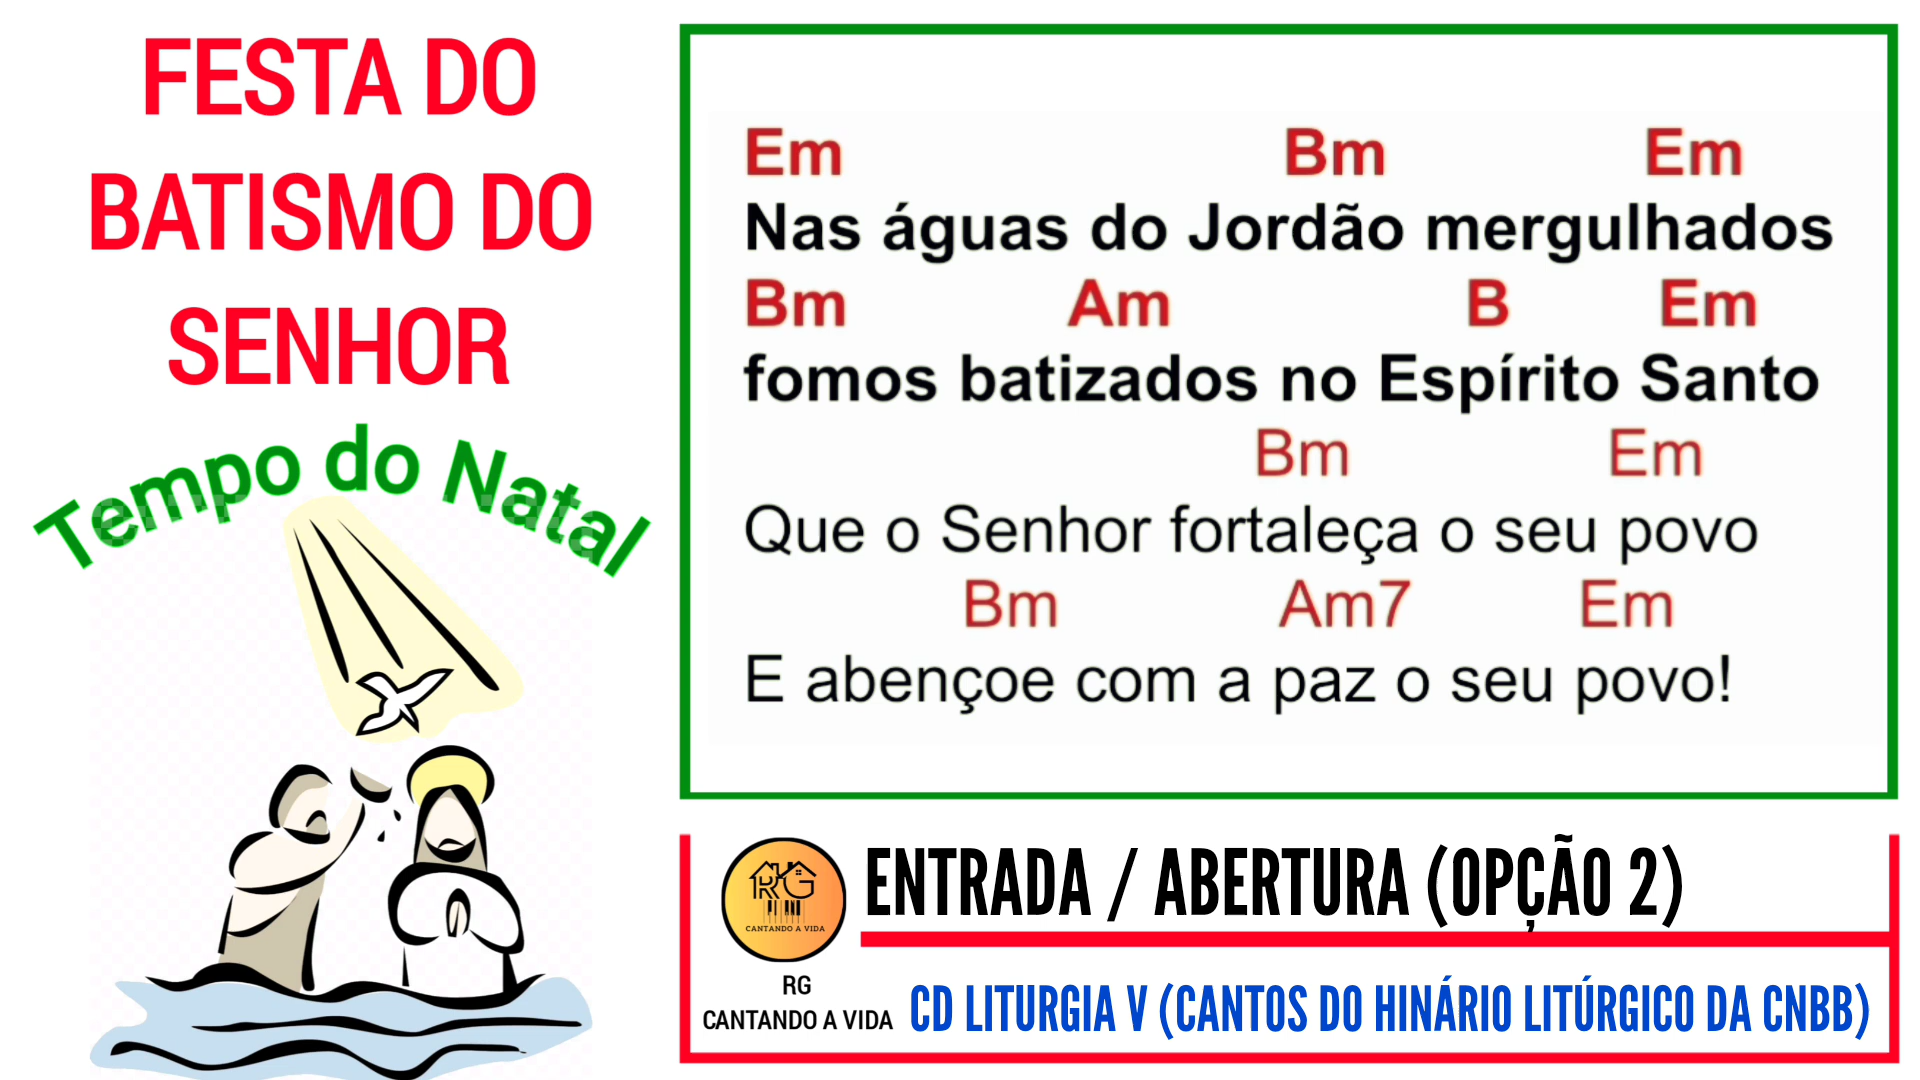 FESTA DO
BATISMO DO
SENHOR
Tempo do Natal
Em Bm Em
Nas águas do Jordão mergulhados
Bm Am B Em
fomos batizados no Espírito Santo
Bm Em
Que o Senhor fortaleça o seu povo
Bm Am7 Em
E abençoe com a paz o seu povo!
RG
PIANO
CANTANDO A VIDA
RG
CANTANDO A VIDA
ENTRADA / ABERTURA (OPÇÃO 2)
CD LITURGIA V (CANTOS DO HINÁRIO LITÚRGICO DA CNBB)